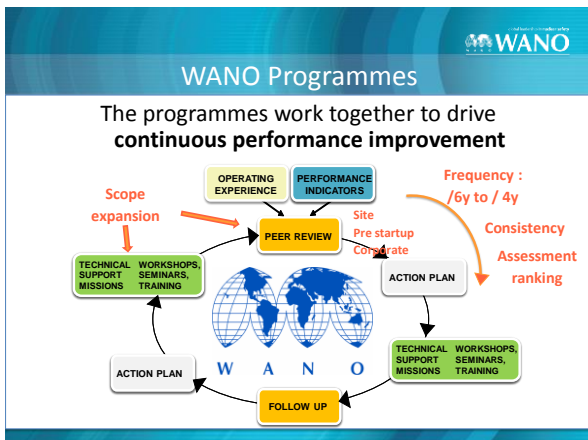 WANO
WANO Programmes
The programmes work together to drive
continuous performance improvement
OPERATING
EXPERIENCE
PERFORMANCE
INDICATORS
Frequency :
/6y to / 4y
Scope
expansion
Consistency
Assessment
ranking
PEER REVIEW
Site
Pre startup
Corporate
TECHNICAL
SUPPORT
MISSIONS
WORKSHOPS,
SEMINARS,
TRAINING
ACTION PLAN
W A N O
TECHNICAL
SUPPORT
MISSIONS
WORKSHOPS,
SEMINARS,
TRAINING
ACTION PLAN
FOLLOW UP